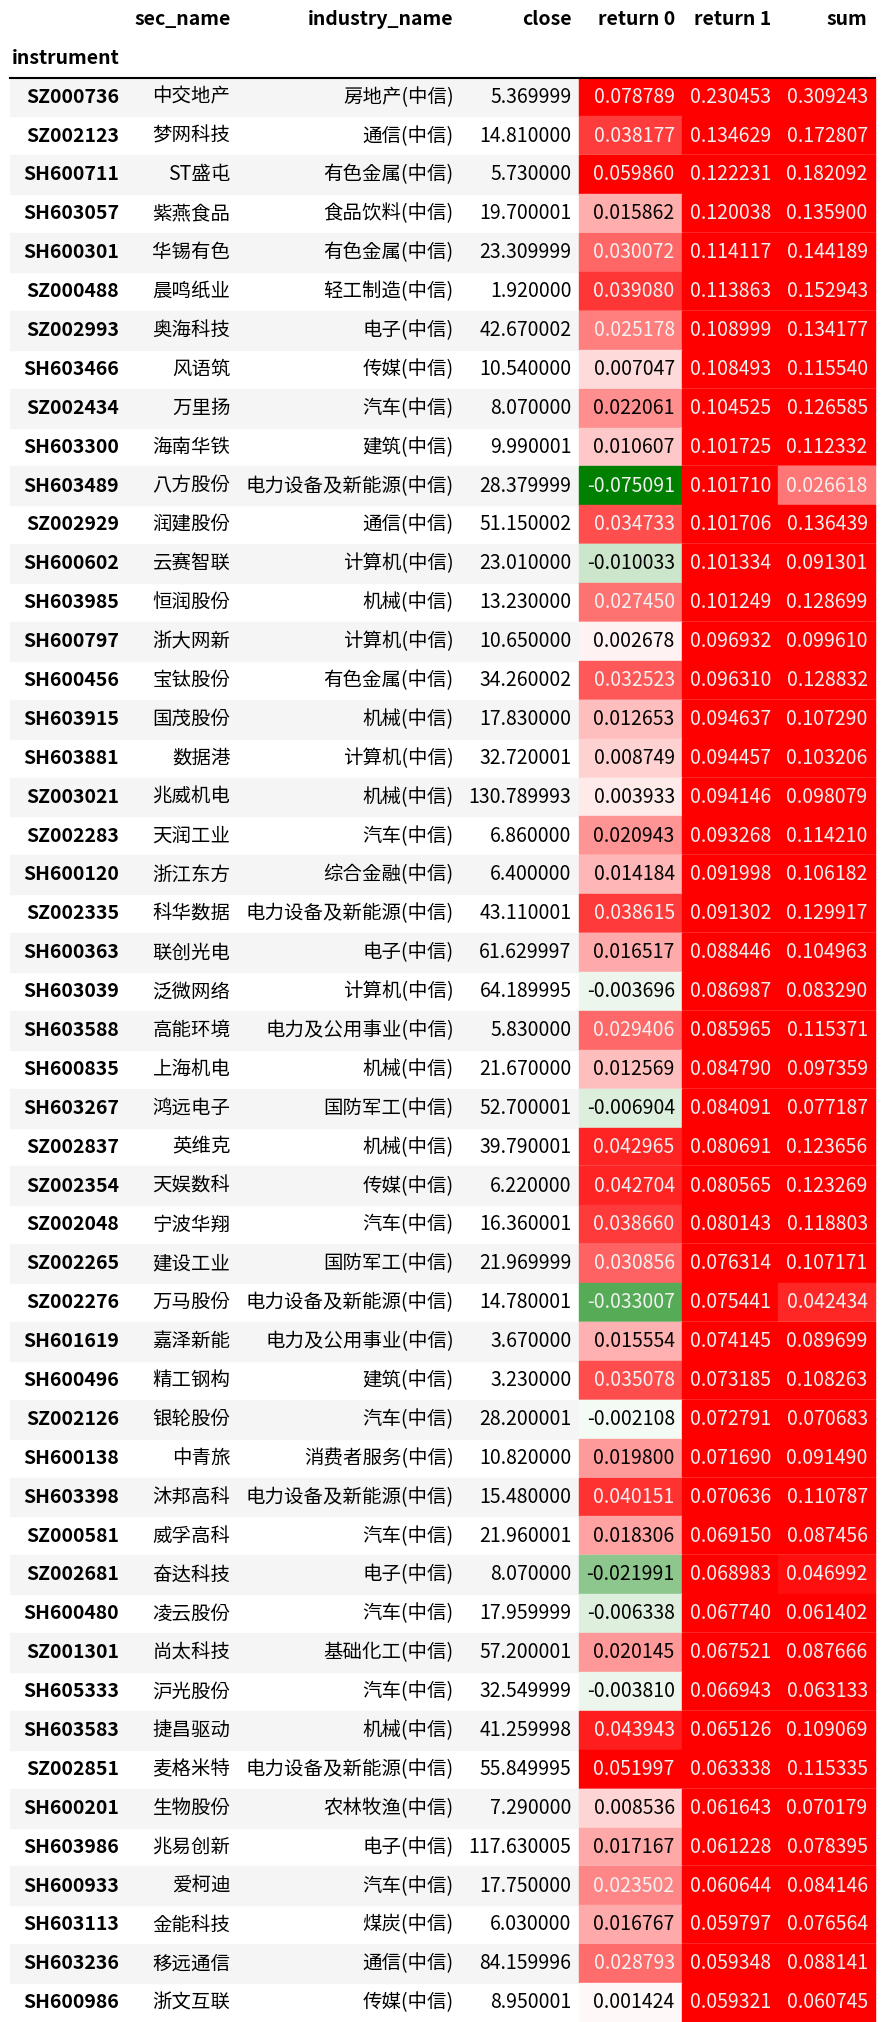 sec_name industry_name close return 0 return 1 sum
instrument
SZ000736 中交地产 房地产(中信) 5.369999 0.078789 0.230453 0.309243
SZ002123 梦网科技 通信(中信) 14.810000 0.038177 0.134629 0.172807
SH600711 ST盛屯 有色金属(中信) 5.730000 0.059860 0.122231 0.182092
SH603057 紫燕食品 食品饮料(中信) 19.700001 0.015862 0.120038 0.135900
SH600301 华锡有色 有色金属(中信) 23.309999 0.030072 0.114117 0.144189
SZ000488 晨鸣纸业 轻工制造(中信) 1.920000 0.039080 0.113863 0.152943
SZ002993 奥海科技 电子(中信) 42.670002 0.025178 0.108999 0.134177
SH603466 风语筑 传媒(中信) 10.540000 0.007047 0.108493 0.115540
SZ002434 万里扬 汽车(中信) 8.070000 0.022061 0.104525 0.126585
SH603300 海南华铁 建筑(中信) 9.990001 0.010607 0.101725 0.112332
SH603489 八方股份 电力设备及新能源(中信) 28.379999 -0.075091 0.101710 0.026618
SZ002929 润建股份 通信(中信) 51.150002 0.034733 0.101706 0.136439
SH600602 云赛智联 计算机(中信) 23.010000 -0.010033 0.101334 0.091301
SH603985 恒润股份 机械(中信) 13.230000 0.027450 0.101249 0.128699
SH600797 浙大网新 计算机(中信) 10.650000 0.002678 0.096932 0.099610
SH600456 宝钛股份 有色金属(中信) 34.260002 0.032523 0.096310 0.128832
SH603915 国茂股份 机械(中信) 17.830000 0.012653 0.094637 0.107290
SH603881 数据港 计算机(中信) 32.720001 0.008749 0.094457 0.103206
SZ003021 兆威机电 机械(中信) 130.789993 0.003933 0.094146 0.098079
SZ002283 天润工业 汽车(中信) 6.860000 0.020943 0.093268 0.114210
SH600120 浙江东方 综合金融(中信) 6.400000 0.014184 0.091998 0.106182
SZ002335 科华数据 电力设备及新能源(中信) 43.110001 0.038615 0.091302 0.129917
SH600363 联创光电 电子(中信) 61.629997 0.016517 0.088446 0.104963
SH603039 泛微网络 计算机(中信) 64.189995 -0.003696 0.086987 0.083290
SH603588 高能环境 电力及公用事业(中信) 5.830000 0.029406 0.085965 0.115371
SH600835 上海机电 机械(中信) 21.670000 0.012569 0.084790 0.097359
SH603267 鸿远电子 国防军工(中信) 52.700001 -0.006904 0.084091 0.077187
SZ002837 英维克 机械(中信) 39.790001 0.042965 0.080691 0.123656
SZ002354 天娱数科 传媒(中信) 6.220000 0.042704 0.080565 0.123269
SZ002048 宁波华翔 汽车(中信) 16.360001 0.038660 0.080143 0.118803
SZ002265 建设工业 国防军工(中信) 21.969999 0.030856 0.076314 0.107171
SZ002276 万马股份 电力设备及新能源(中信) 14.780001 -0.033007 0.075441 0.042434
SH601619 嘉泽新能 电力及公用事业(中信) 3.670000 0.015554 0.074145 0.089699
SH600496 精工钢构 建筑(中信) 3.230000 0.035078 0.073185 0.108263
SZ002126 银轮股份 汽车(中信) 28.200001 -0.002108 0.072791 0.070683
SH600138 中青旅 消费者服务(中信) 10.820000 0.019800 0.071690 0.091490
SH603398 沐邦高科 电力设备及新能源(中信) 15.480000 0.040151 0.070636 0.110787
SZ000581 威孚高科 汽车(中信) 21.960001 0.018306 0.069150 0.087456
SZ002681 奋达科技 电子(中信) 8.070000 -0.021991 0.068983 0.046992
SH600480 凌云股份 汽车(中信) 17.959999 -0.006338 0.067740 0.061402
SZ001301 尚太科技 基础化工(中信) 57.200001 0.020145 0.067521 0.087666
SH605333 沪光股份 汽车(中信) 32.549999 -0.003810 0.066943 0.063133
SH603583 捷昌驱动 机械(中信) 41.259998 0.043943 0.065126 0.109069
SZ002851 麦格米特 电力设备及新能源(中信) 55.849995 0.051997 0.063338 0.115335
SH600201 生物股份 农林牧渔(中信) 7.290000 0.008536 0.061643 0.070179
SH603986 兆易创新 电子(中信) 117.630005 0.017167 0.061228 0.078395
SH600933 爱柯迪 汽车(中信) 17.750000 0.023502 0.060644 0.084146
SH603113 金能科技 煤炭(中信) 6.030000 0.016767 0.059797 0.076564
SH603236 移远通信 通信(中信) 84.159996 0.028793 0.059348 0.088141
SH600986 浙文互联 传媒(中信) 8.950001 0.001424 0.059321 0.060745